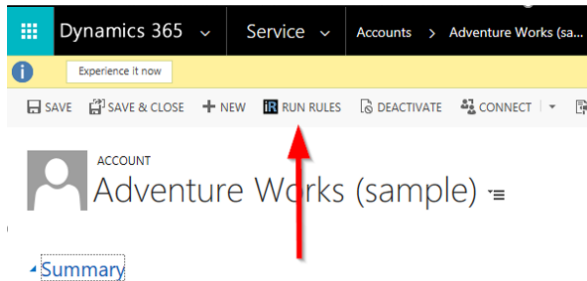 Dynamics 365 Service Accounts > Adventure Works (sa...
Experience it now
SAVE SAVE & CLOSE + NEW iR RUN RULES DEACTIVATE CONNECT
ACCOUNT
Adventure Works (sample)
Summary